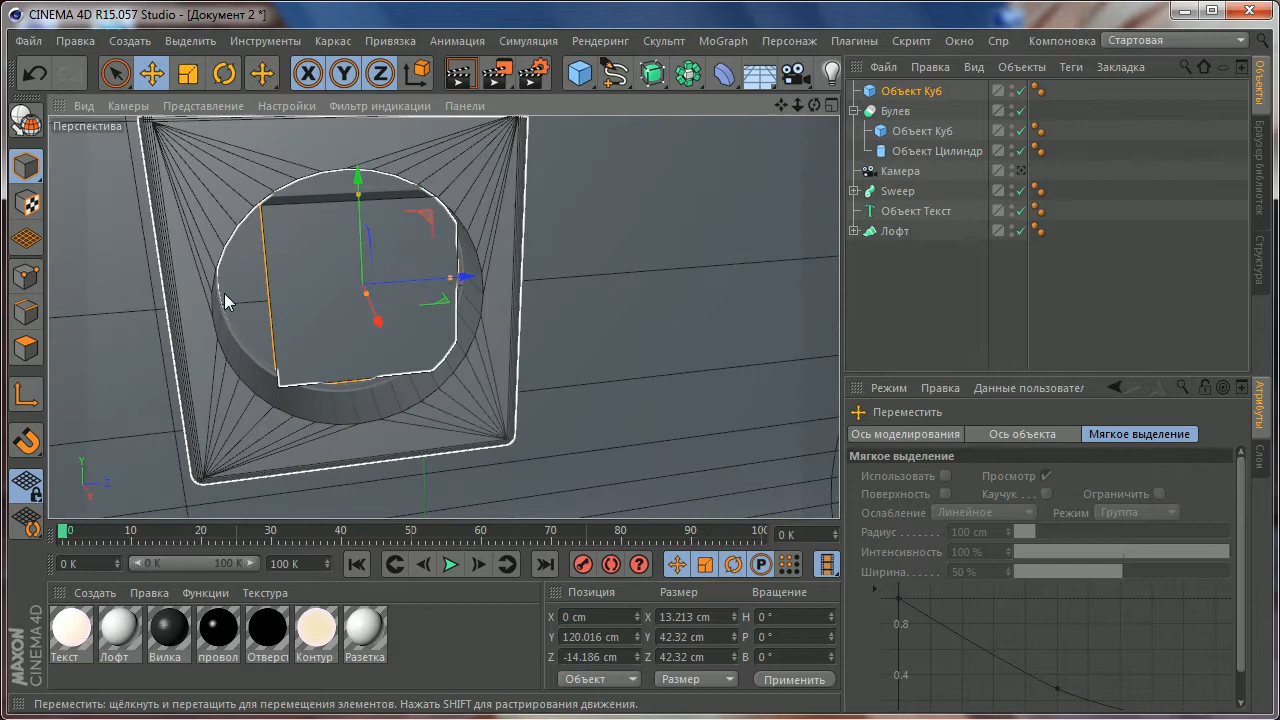 CINEMA 4D R15.057 Studio - [Документ 2 *]
Файл Правка Создать Выделить Инструменты Каркас Привязка Анимация Симуляция Рендеринг Скульпт MoGraph Персонаж Плагины Скрипт Окно Спр Компоновка Стартовая
X Y Z
Файл Правка Вид Объекты Теги Закладка
Вид Камеры Представление Настройки Фильтр индикации Панели
Перспектива
Объект Куб
Булев
Объект Куб
Объект Цилиндр
Камера
Sweep
Объект Текст
Лофт
Объекты
Браузер библиотек
Структура
Y
Z
X
Режим Правка Данные пользовател
Переместить
Ось моделирования Ось объекта Мягкое выделение
Мягкое выделение
Использовать Просмотр
Поверхность Каучук . . . Ограничить
Ослабление Линейное Режим Группа
Радиус . . . . . . . 100 cm
Интенсивность 100 %
Ширина. . . . . . 50 %
0.8
0.4
Атрибуты
Слои
0 10 20 30 40 50 60 70 80 90 100 0 K
0 K 0 K 100 K 100 K
P
Создать Правка Функции Текстура
Текст Лофт Вилка провол Отверст Контур Разетка
Позиция Размер Вращение
X 0 cm X 13.213 cm H 0 °
Y 120.016 cm Y 42.32 cm P 0 °
Z -14.186 cm Z 42.32 cm B 0 °
Объект Размер Применить
MAXON CINEMA 4D
Переместить: щёлкнуть и перетащить для перемещения элементов. Нажать SHIFT для растрирования движения.